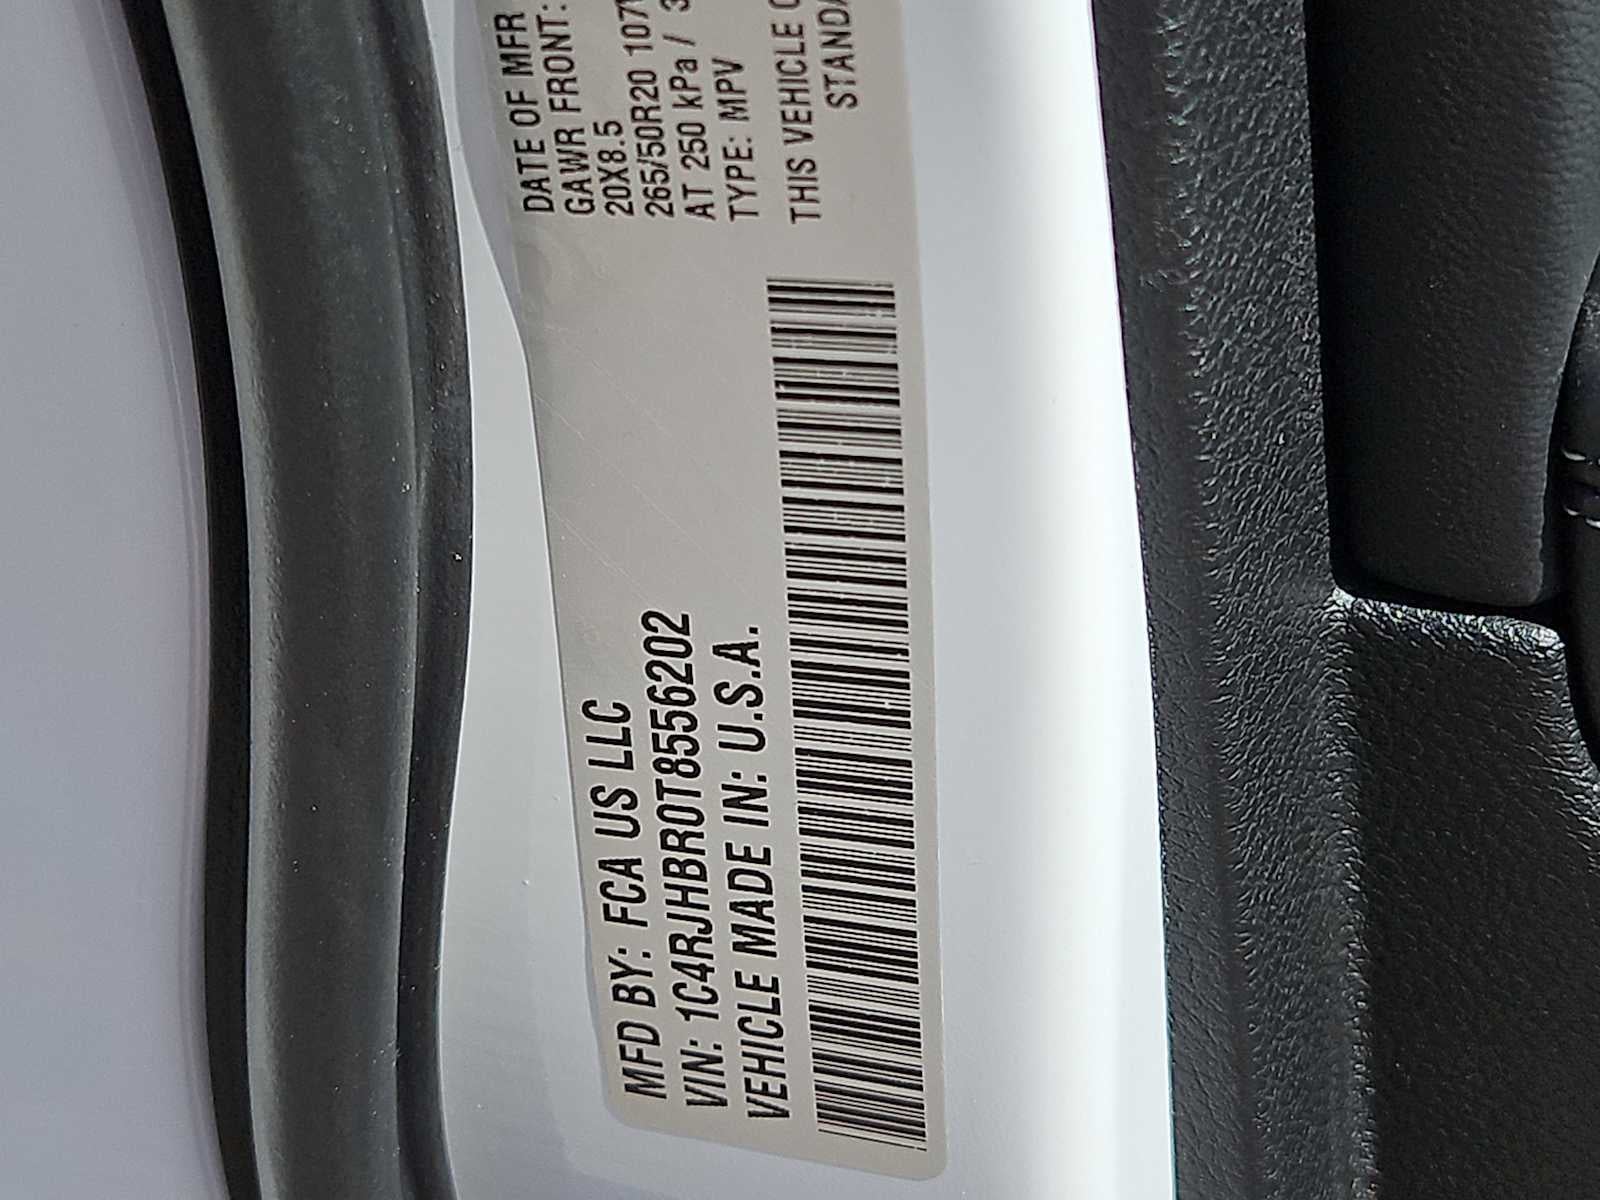 MFD BY: FCA US LLC
VIN: 1C4RJHBR0T8556202
VEHICLE MADE IN: U.S.A.
DATE OF MFR
GAWR FRONT:
20X8.5
265/50R20 107
AT 250 kPa / 3
TYPE: MPV
THIS VEHICLE
STANDA